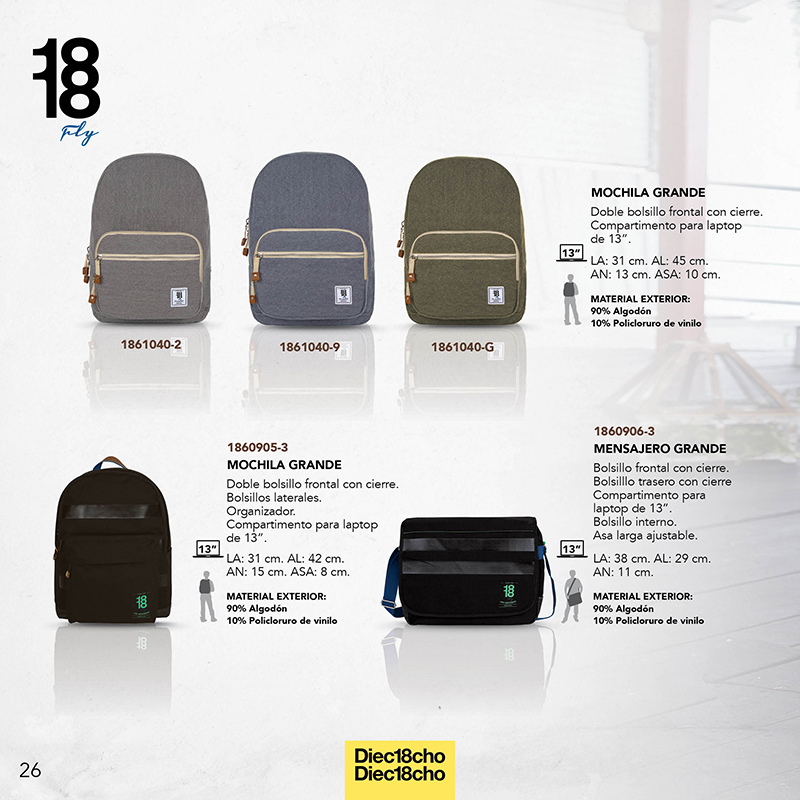 18
18
Fly
MOCHILA GRANDE
Doble bolsillo frontal con cierre.
Compartimento para laptop
de 13”.
13”
LA: 31 cm. AL: 45 cm.
AN: 13 cm. ASA: 10 cm.
MATERIAL EXTERIOR:
90% Algodón
10% Policloruro de vinilo
1861040-2
1861040-9
1861040-G
1860905-3
MOCHILA GRANDE
Doble bolsillo frontal con cierre.
Bolsillos laterales.
Organizador.
Compartimento para laptop
de 13”.
13”
LA: 31 cm. AL: 42 cm.
AN: 15 cm. ASA: 8 cm.
MATERIAL EXTERIOR:
90% Algodón
10% Policloruro de vinilo
18
18
1860906-3
MENSAJERO GRANDE
Bolsillo frontal con cierre.
Bolsilllo trasero con cierre
Compartimento para
laptop de 13”.
Bolsillo interno.
Asa larga ajustable.
13”
LA: 38 cm. AL: 29 cm.
AN: 11 cm.
MATERIAL EXTERIOR:
90% Algodón
10% Policloruro de vinilo
18
18
26
Diec18cho
Diec18cho